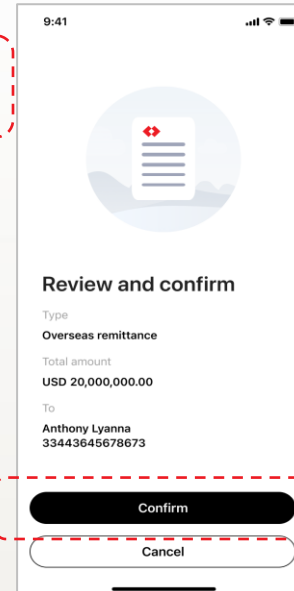 9:41
Review and confirm
Type
Overseas remittance
Total amount
USD 20,000,000.00
To
Anthony Lyanna
33443645678673
Confirm
Cancel